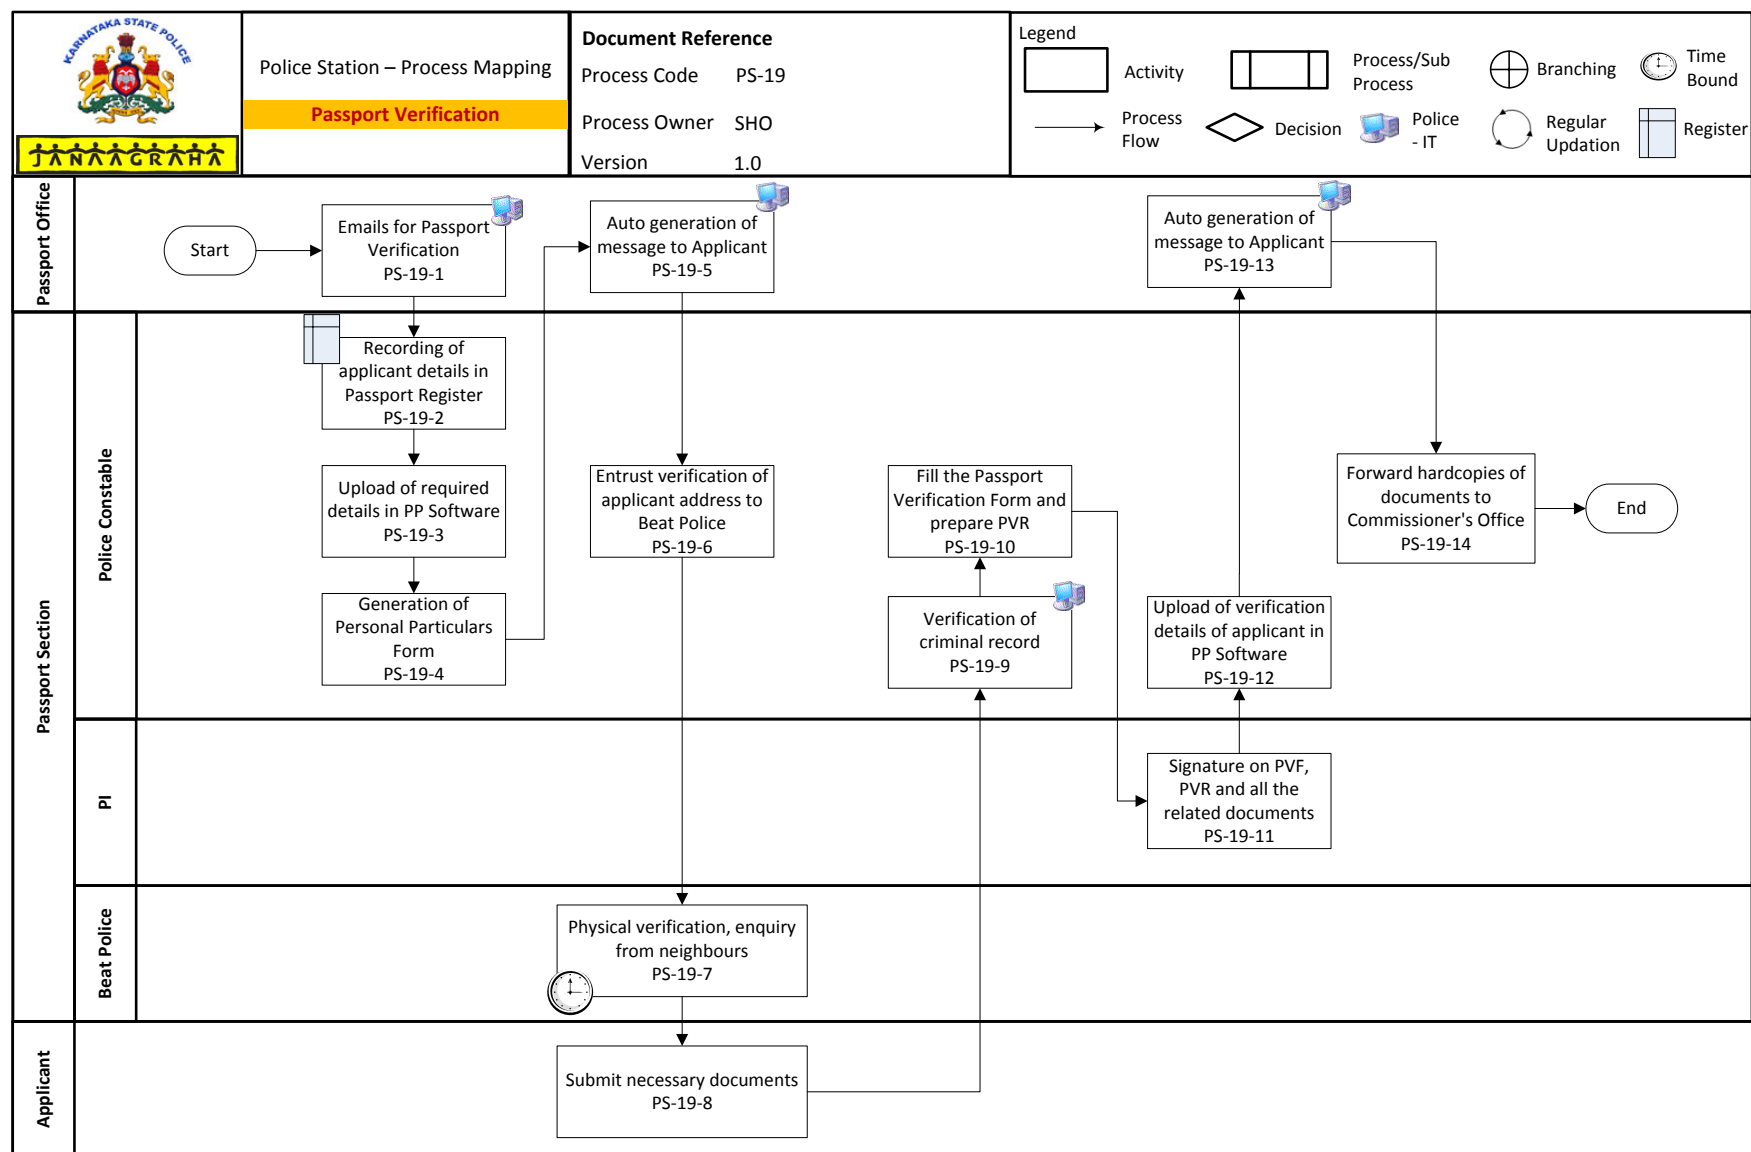 KARNATAKA STATE POLICE
JANAAGRAHA
Police Station – Process Mapping
Passport Verification
Document Reference
Process Code PS-19
Process Owner SHO
Version 1.0
Legend
Activity
Process/Sub
Process
Branching
Time
Bound
Process
Flow
Decision
Police
- IT
Regular
Updation
Register
Passport Office
Start
Emails for Passport
Verification
PS-19-1
Auto generation of
message to Applicant
PS-19-5
Auto generation of
message to Applicant
PS-19-13
Passport Section
Police Constable
Recording of
applicant details in
Passport Register
PS-19-2
Upload of required
details in PP Software
PS-19-3
Generation of
Personal Particulars
Form
PS-19-4
Entrust verification of
applicant address to
Beat Police
PS-19-6
Fill the Passport
Verification Form and
prepare PVR
PS-19-10
Verification of
criminal record
PS-19-9
Upload of verification
details of applicant in
PP Software
PS-19-12
Forward hardcopies of
documents to
Commissioner's Office
PS-19-14
End
PI
Signature on PVF,
PVR and all the
related documents
PS-19-11
Beat Police
Physical verification, enquiry
from neighbours
PS-19-7
Applicant
Submit necessary documents
PS-19-8